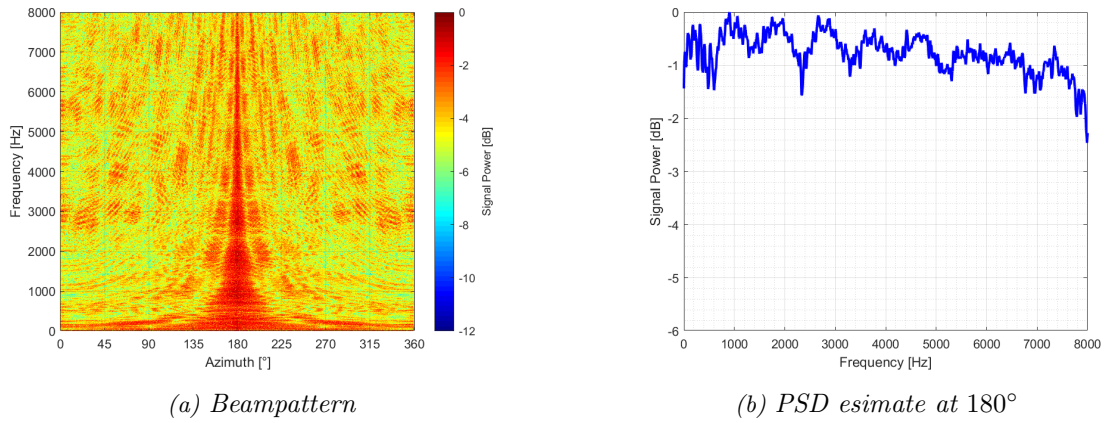 8000
7000
6000
5000
4000
3000
2000
1000
0
Frequency [Hz]
0 45 90 135 180 225 270 315 360
Azimuth [°]
0
-2
-4
-6
-8
-10
-12
Signal Power [dB]
(a) Beampattern
0
-1
-2
-3
-4
-5
-6
Signal Power [dB]
0 1000 2000 3000 4000 5000 6000 7000 8000
Frequency [Hz]
(b) PSD esimate at 180°